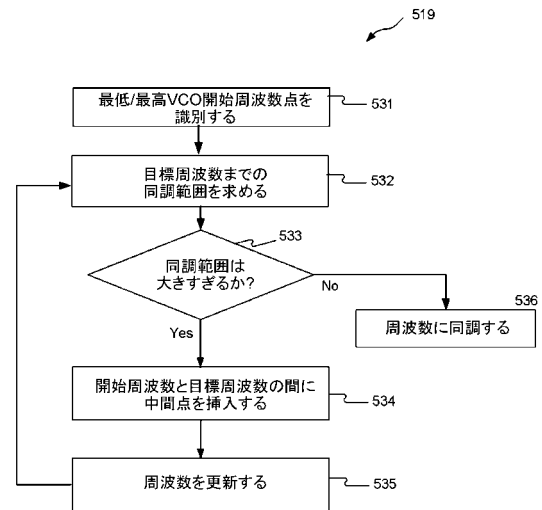 519
最低/最高VCO開始周波数点を
識別する
531
目標周波数までの
同調範囲を求める
532
533
同調範囲は
大きすぎるか?
No
Yes
536
周波数に同調する
開始周波数と目標周波数の間に
中間点を挿入する
534
周波数を更新する
535